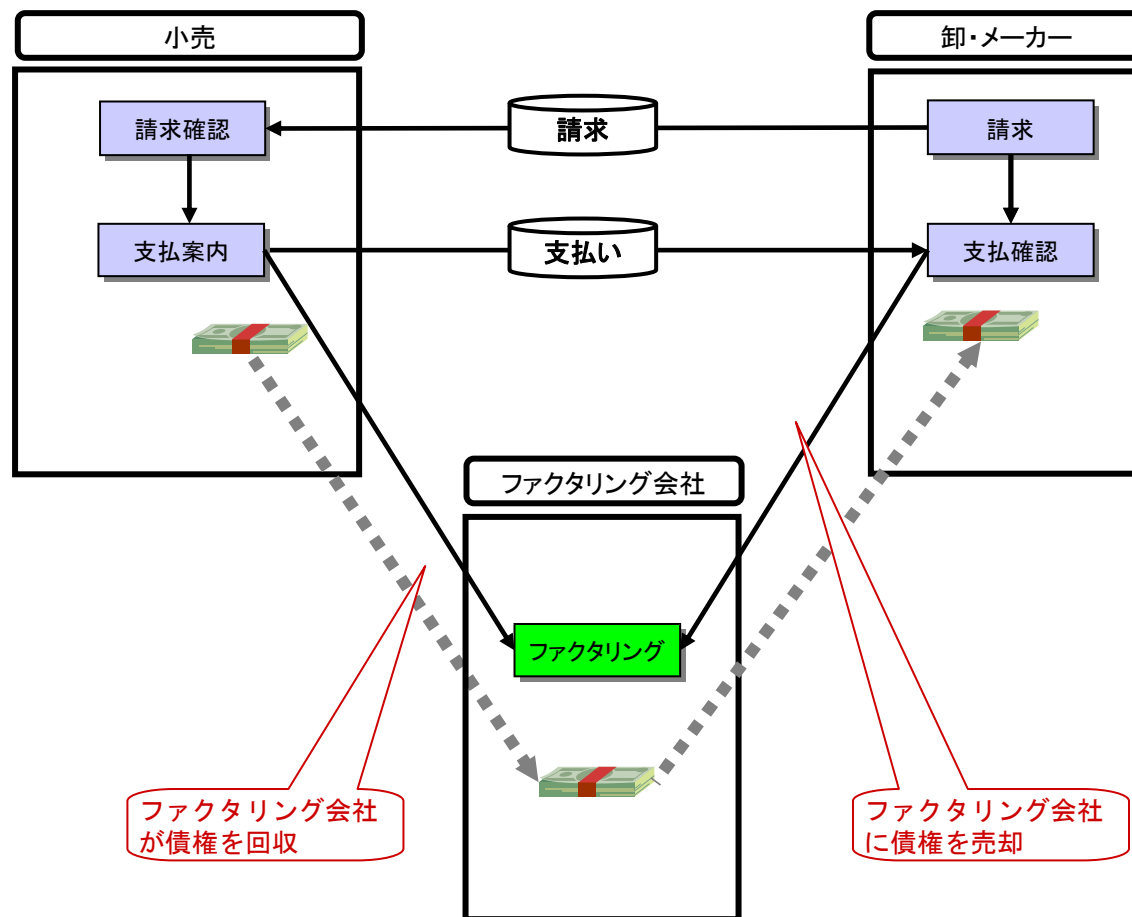 小売
卸・メーカー
請求確認
請求
請求
支払案内
支払い
支払確認
ファクタリング会社
ファクタリング
ファクタリング会社
が債権を回収
ファクタリング会社
に債権を売却